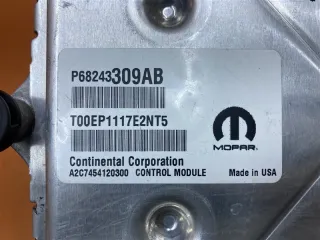 P68243309AB
T00EP1117E2NT5
MOPAR
Continental Corporation
A2C7454120300 CONTROL MODULE Made in USA